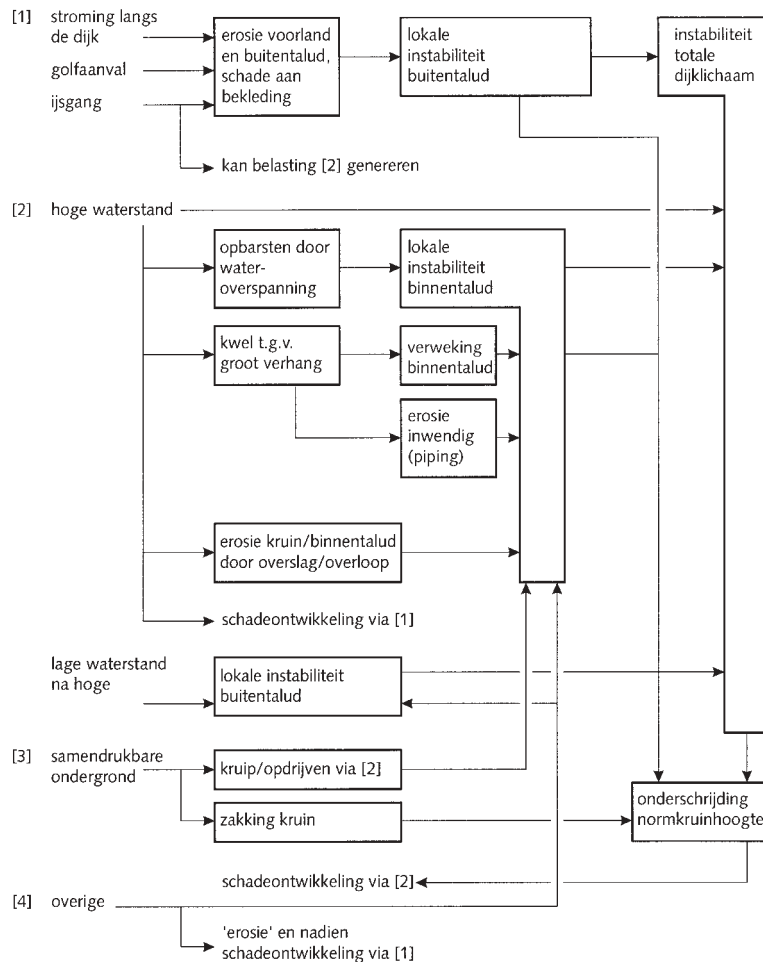 [1] stroming langs
de dijk
golfaanval
ijsgang
erosie voorland
en buitentalud,
schade aan
bekleding
lokale
instabiliteit
buitentalud
instabiliteit
totale
dijklichaam
kan belasting [2] genereren
[2] hoge waterstand
opbarsten door
water-
overspanning
lokale
instabiliteit
binnentalud
kwel t.g.v.
groot verhang
verweking
binnentalud
erosie
inwendig
(piping)
erosie kruin/binnentalud
door overslag/overloop
schadeontwikkeling via [1]
lage waterstand
na hoge
lokale instabiliteit
buitentalud
[3] samendrukbare
ondergrond
kruip/opdrijven via [2]
zakking kruin
onderschrijding
normkruinhoogte
schadeontwikkeling via [2]
[4] overige
'erosie' en nadien
schadeontwikkeling via [1]